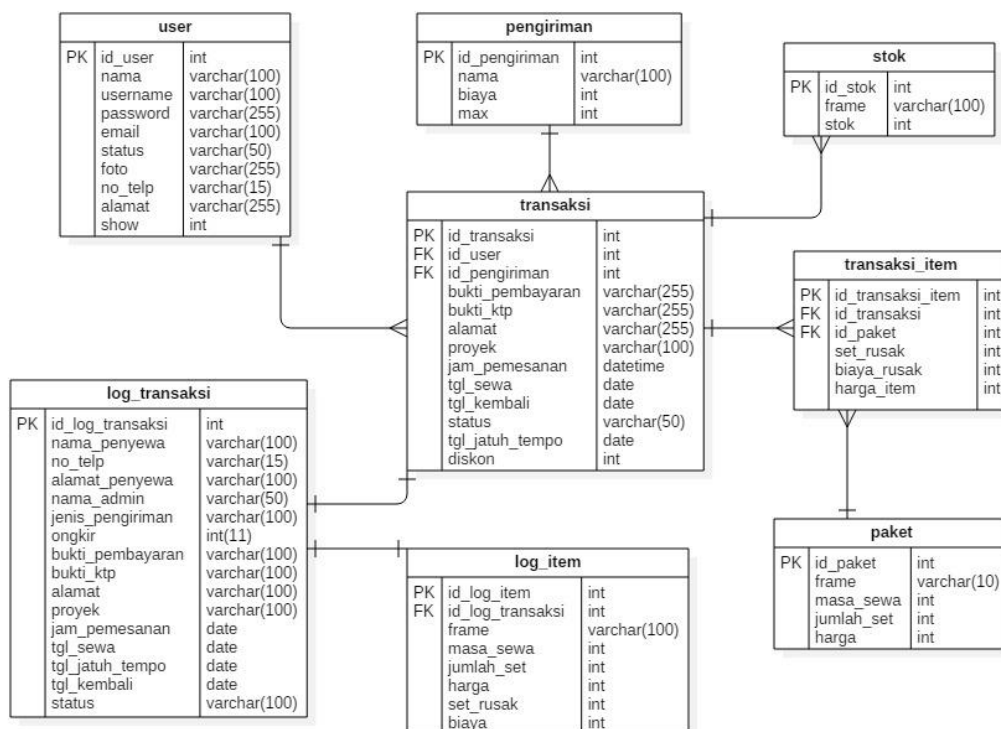 user
PK id_user int
nama varchar(100)
username varchar(100)
password varchar(255)
email varchar(100)
status varchar(50)
foto varchar(255)
no_telp varchar(15)
alamat varchar(255)
show int
pengiriman
PK id_pengiriman int
nama varchar(100)
biaya int
max int
stok
PK id_stok int
frame varchar(100)
stok int
transaksi
PK id_transaksi int
FK id_user int
FK id_pengiriman int
bukti_pembayaran varchar(255)
bukti_ktp varchar(255)
alamat varchar(255)
proyek varchar(100)
jam_pemesanan datetime
tgl_sewa date
tgl_kembali date
status varchar(50)
tgl_jatuh_tempo date
diskon int
transaksi_item
PK id_transaksi_item int
FK id_transaksi int
FK id_paket int
set_rusak int
biaya_rusak int
harga_item int
log_transaksi
PK id_log_transaksi int
nama_penyewa varchar(100)
no_telp varchar(15)
alamat_penyewa varchar(100)
nama_admin varchar(50)
jenis_pengiriman varchar(100)
ongkir int(11)
bukti_pembayaran varchar(100)
bukti_ktp varchar(100)
alamat varchar(100)
proyek varchar(100)
jam_pemesanan date
tgl_sewa date
tgl_jatuh_tempo date
tgl_kembali date
status varchar(100)
log_item
PK id_log_item int
FK id_log_transaksi int
frame varchar(100)
masa_sewa int
jumlah_set int
harga int
set_rusak int
biaya int
paket
PK id_paket int
frame varchar(10)
masa_sewa int
jumlah_set int
harga int